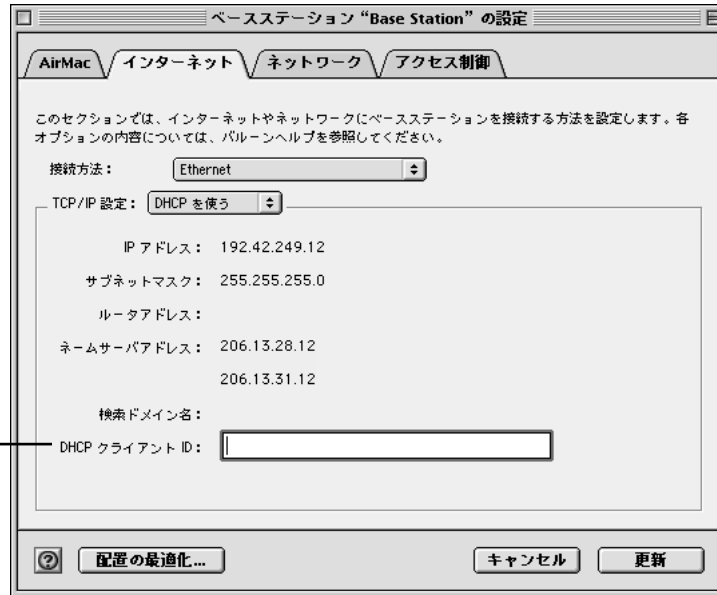 ベースステーション “Base Station” の設定
AirMac インターネット ネットワーク アクセス制御
このセクションでは、インターネットやネットワークにベースステーションを接続する方法を設定します。各
オプションの内容については、バルーンヘルプを参照してください。
接続方法： Ethernet
TCP/IP 設定： DHCP を使う
IP アドレス： 192.42.249.12
サブネットマスク： 255.255.255.0
ルータアドレス：
ネームサーバアドレス： 206.13.28.12
206.13.31.12
検索ドメイン名：
DHCP クライアント ID：
? 配置の最適化... キャンセル 更新